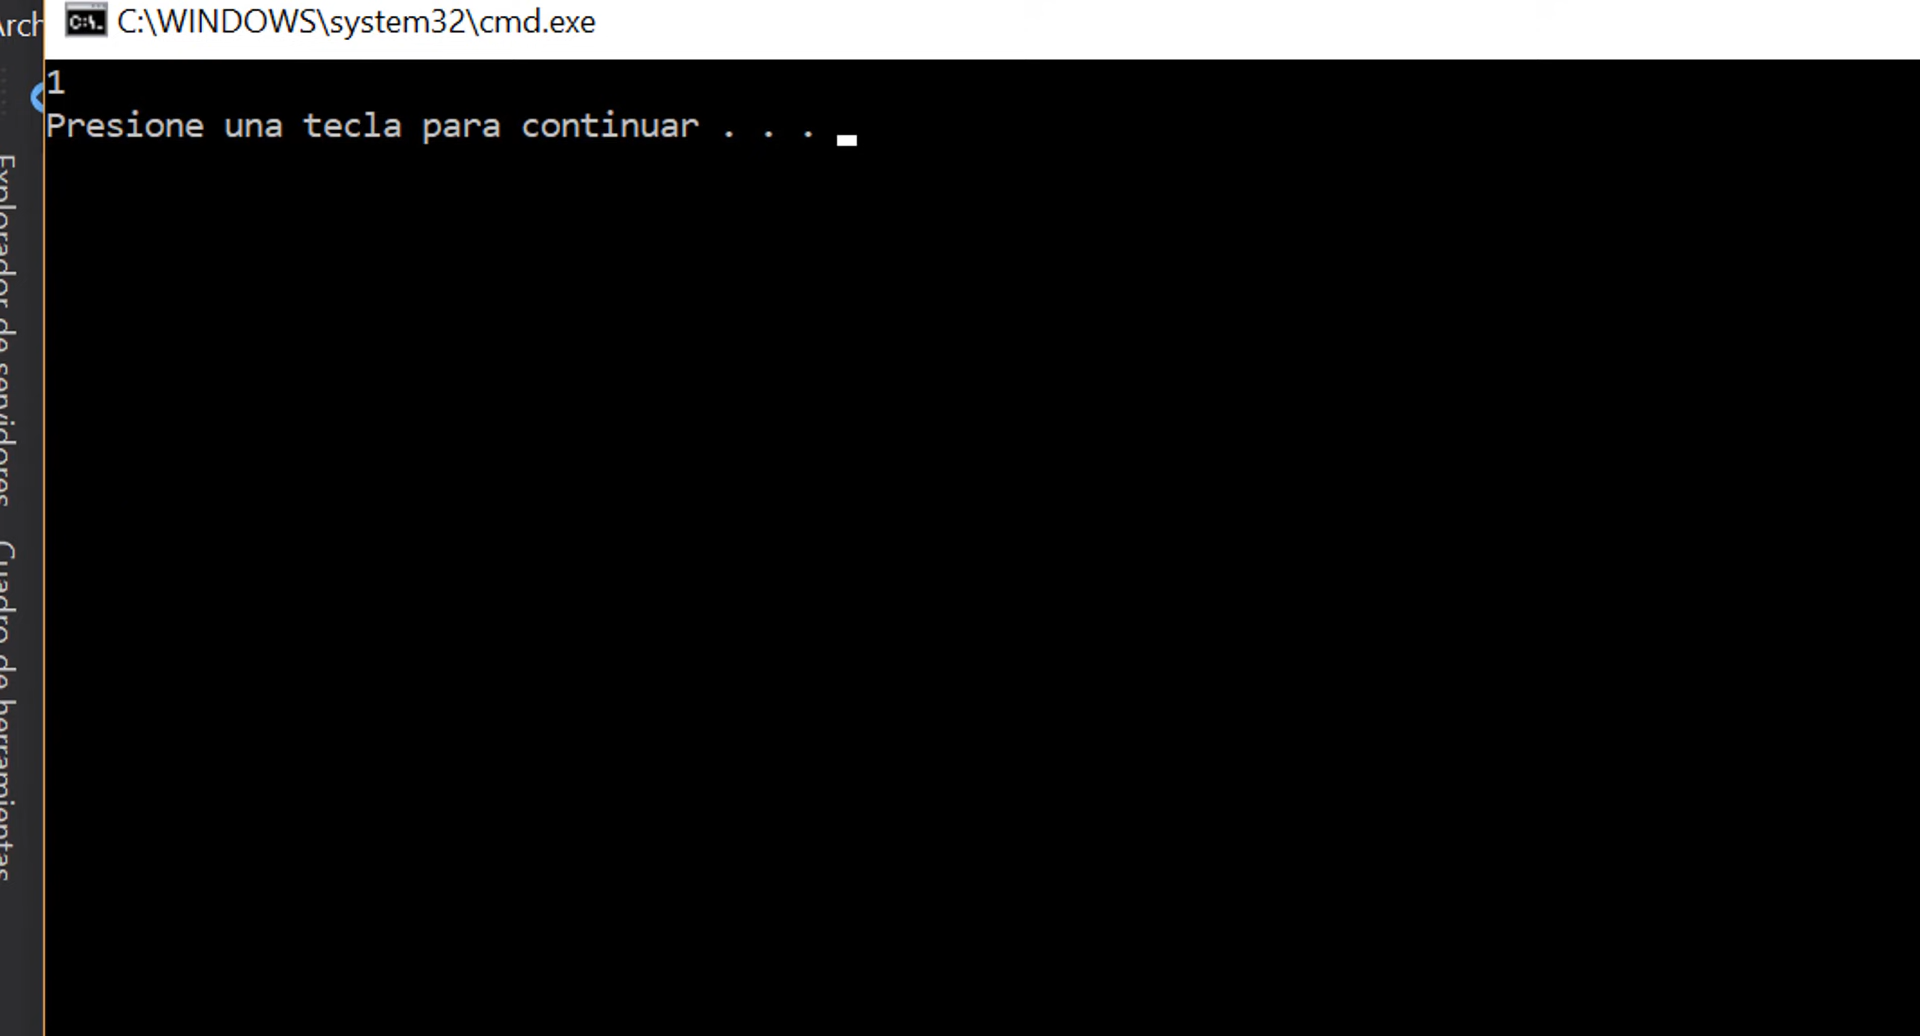 Arch
C:\WINDOWS\system32\cmd.exe
1
Presione una tecla para continuar . . .
Explorador de servidores
Cuadro de herramientas